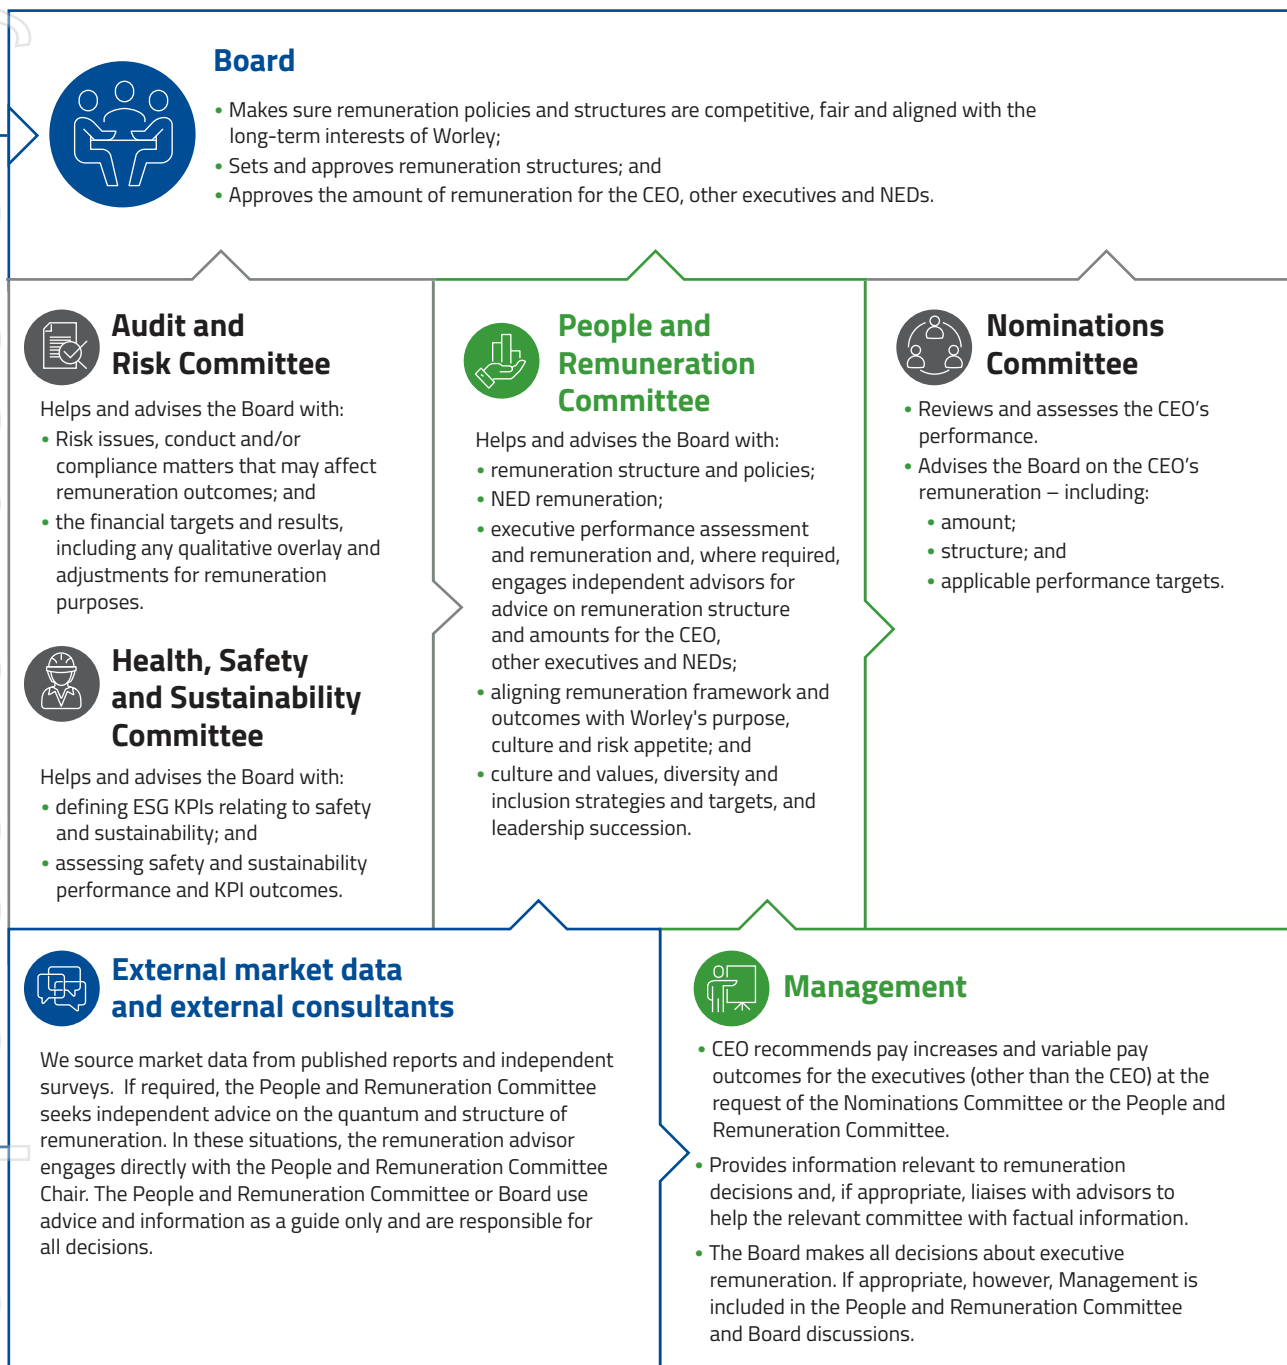 Board
• Makes sure remuneration policies and structures are competitive, fair and aligned with the
long-term interests of Worley;
• Sets and approves remuneration structures; and
• Approves the amount of remuneration for the CEO, other executives and NEDs.
Audit and
Risk Committee
Helps and advises the Board with:
• Risk issues, conduct and/or
compliance matters that may affect
remuneration outcomes; and
• the financial targets and results,
including any qualitative overlay and
adjustments for remuneration
purposes.
Health, Safety
and Sustainability
Committee
Helps and advises the Board with:
• defining ESG KPIs relating to safety
and sustainability; and
• assessing safety and sustainability
performance and KPI outcomes.
People and
Remuneration
Committee
Helps and advises the Board with:
• remuneration structure and policies;
• NED remuneration;
• executive performance assessment
and remuneration and, where required,
engages independent advisors for
advice on remuneration structure
and amounts for the CEO,
other executives and NEDs;
• aligning remuneration framework and
outcomes with Worley's purpose,
culture and risk appetite; and
• culture and values, diversity and
inclusion strategies and targets, and
leadership succession.
Nominations
Committee
• Reviews and assesses the CEO’s
performance.
• Advises the Board on the CEO’s
remuneration – including:
• amount;
• structure; and
• applicable performance targets.
External market data
and external consultants
We source market data from published reports and independent
surveys. If required, the People and Remuneration Committee
seeks independent advice on the quantum and structure of
remuneration. In these situations, the remuneration advisor
engages directly with the People and Remuneration Committee
Chair. The People and Remuneration Committee or Board use
advice and information as a guide only and are responsible for
all decisions.
Management
• CEO recommends pay increases and variable pay
outcomes for the executives (other than the CEO) at the
request of the Nominations Committee or the People and
Remuneration Committee.
• Provides information relevant to remuneration
decisions and, if appropriate, liaises with advisors to
help the relevant committee with factual information.
• The Board makes all decisions about executive
remuneration. If appropriate, however, Management is
included in the People and Remuneration Committee
and Board discussions.